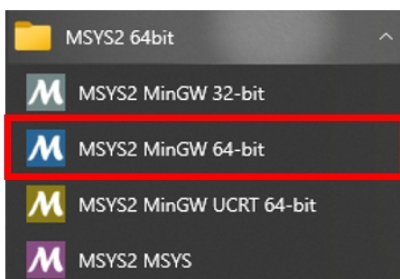 MSYS2 64bit
MSYS2 MinGW 32-bit
MSYS2 MinGW 64-bit
MSYS2 MinGW UCRT 64-bit
MSYS2 MSYS